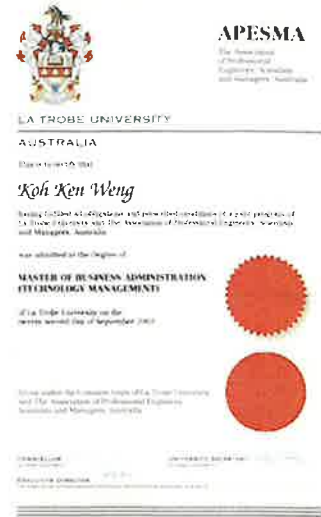 APESMA
The Association
of Professional
Engineers, Scientists
and Managers, Australia
LA TROBE UNIVERSITY
AUSTRALIA
This is to certify that
Koh Ken Weng
having fulfilled all obligations and prescribed conditions of a joint program of
La Trobe University and The Association of Professional Engineers, Scientists
and Managers, Australia
was admitted to the degree of
MASTER OF BUSINESS ADMINISTRATION
(TECHNOLOGY MANAGEMENT)
of La Trobe University on the
twenty second day of September 2003
Given under the Common Seals of La Trobe University
and The Association of Professional Engineers,
Scientists and Managers, Australia
CHANCELLOR
UNIVERSITY SECRETARY
EXECUTIVE DIRECTOR